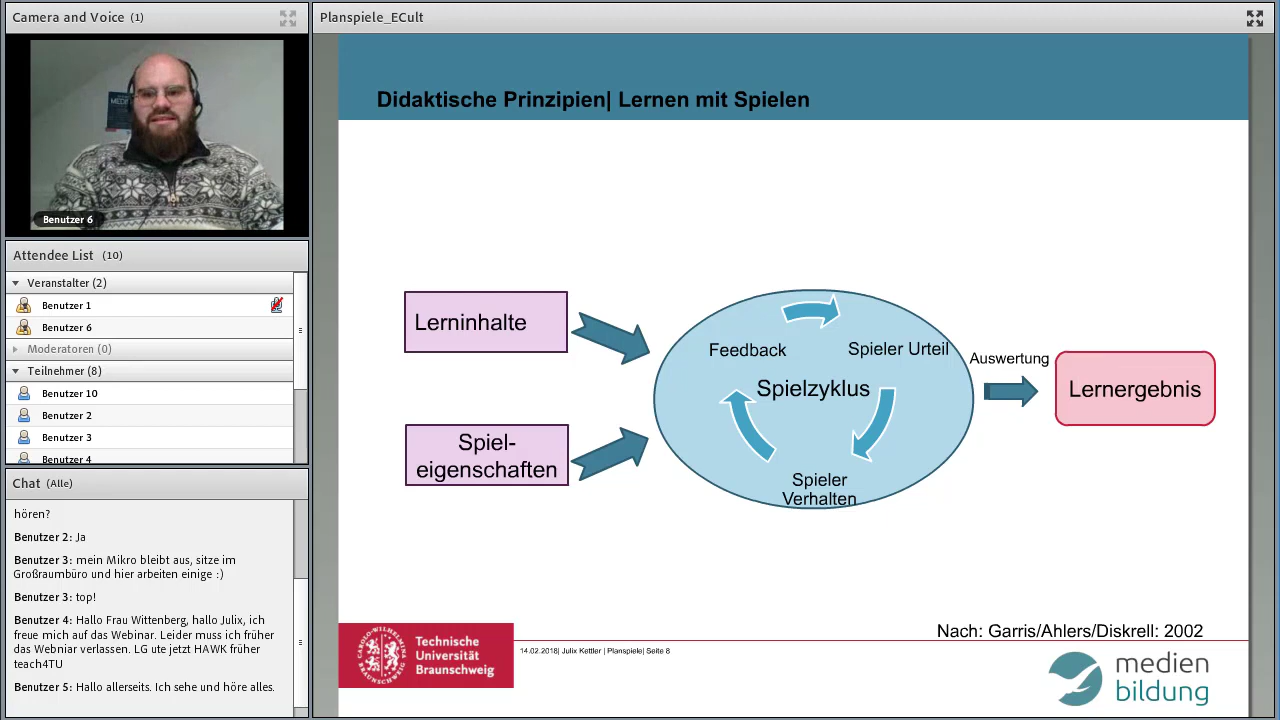 Camera and Voice (1)
Benutzer 6
Attendee List (10)
Veranstalter (2)
Benutzer 1
Benutzer 6
Moderatoren (0)
Teilnehmer (8)
Benutzer 10
Benutzer 2
Benutzer 3
Benutzer 4
Chat (Alle)
hören?
Benutzer 2: Ja
Benutzer 3: mein Mikro bleibt aus, sitze im
Großraumbüro und hier arbeiten einige :)
Benutzer 3: top!
Benutzer 4: Hallo Frau Wittenberg, hallo Julix, ich
freue mich auf das Webinar. Leider muss ich früher
das Webniar verlassen. LG ute jetzt HAWK früher
teach4TU
Benutzer 5: Hallo allerseits. Ich sehe und höre alles.
Planspiele_ECult
Didaktische Prinzipien| Lernen mit Spielen
Lerninhalte
Spiel-
eigenschaften
Feedback
Spieler Urteil
Spielzyklus
Spieler
Verhalten
Auswertung
Lernergebnis
Nach: Garris/Ahlers/Diskrell: 2002
CAROLO-WILHELMINA
BRAUNSCHWEIG
Technische
Universität
Braunschweig
14.02.2018| Julix Kettler | Planspiele| Seite 8
medien
bildung